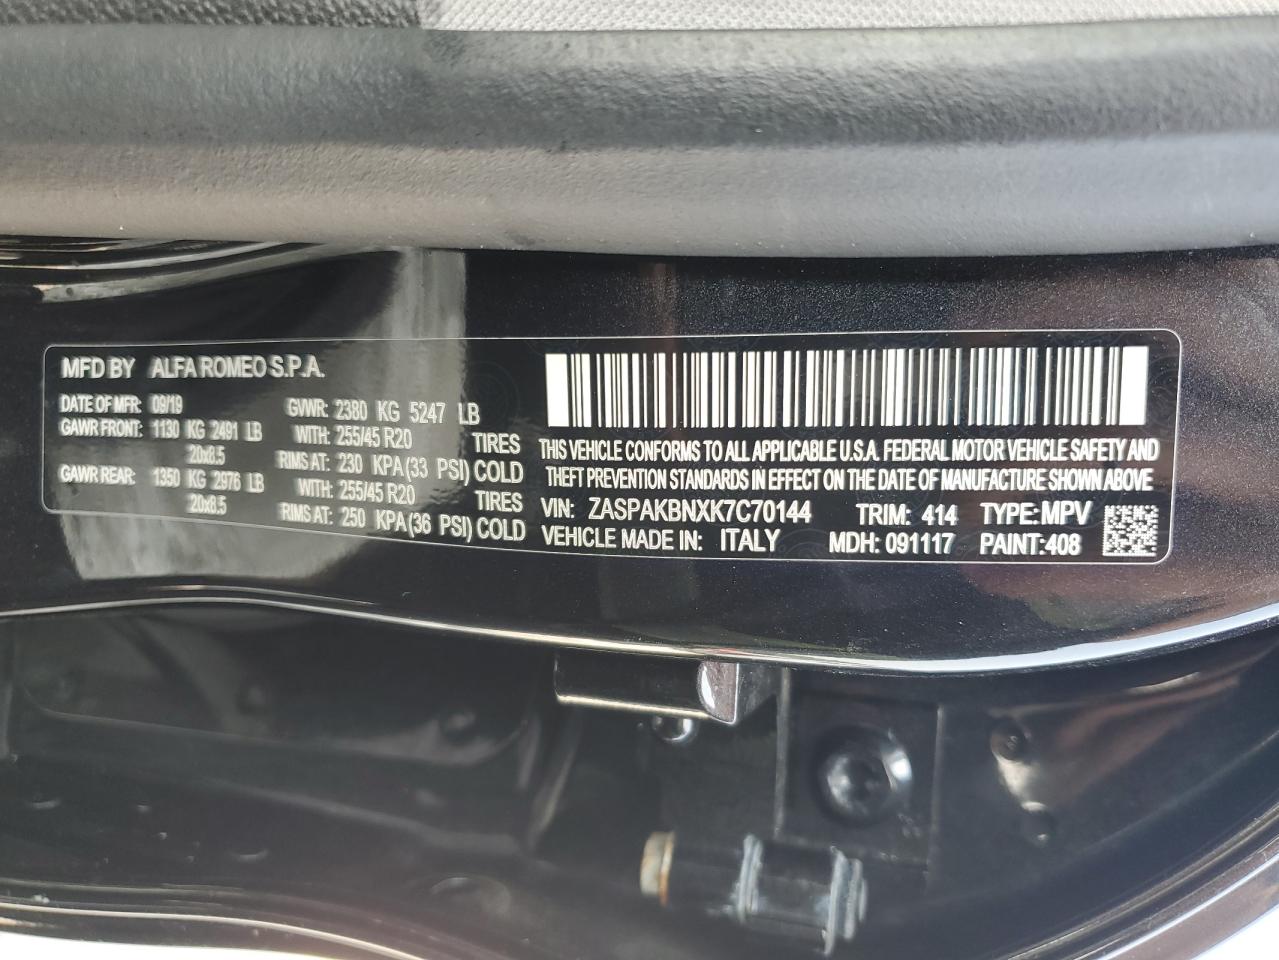 MFD BY ALFA ROMEO S.P.A.
DATE OF MFR: 09/19 GVWR: 2380 KG 5247 LB
GAWR FRONT: 1130 KG 2491 LB WITH: 255/45 R20 TIRES
20x8.5 RIMS AT: 230 KPA (33 PSI) COLD
GAWR REAR: 1350 KG 2976 LB WITH: 255/45 R20 TIRES
20x8.5 RIMS AT: 250 KPA (36 PSI) COLD
THIS VEHICLE CONFORMS TO ALL APPLICABLE U.S.A. FEDERAL MOTOR VEHICLE SAFETY AND
THEFT PREVENTION STANDARDS IN EFFECT ON THE DATE OF MANUFACTURE SHOWN ABOVE
VIN: ZASPAKBNXK7C70144 TRIM: 414 TYPE:MPV
VEHICLE MADE IN: ITALY MDH: 091117 PAINT:408